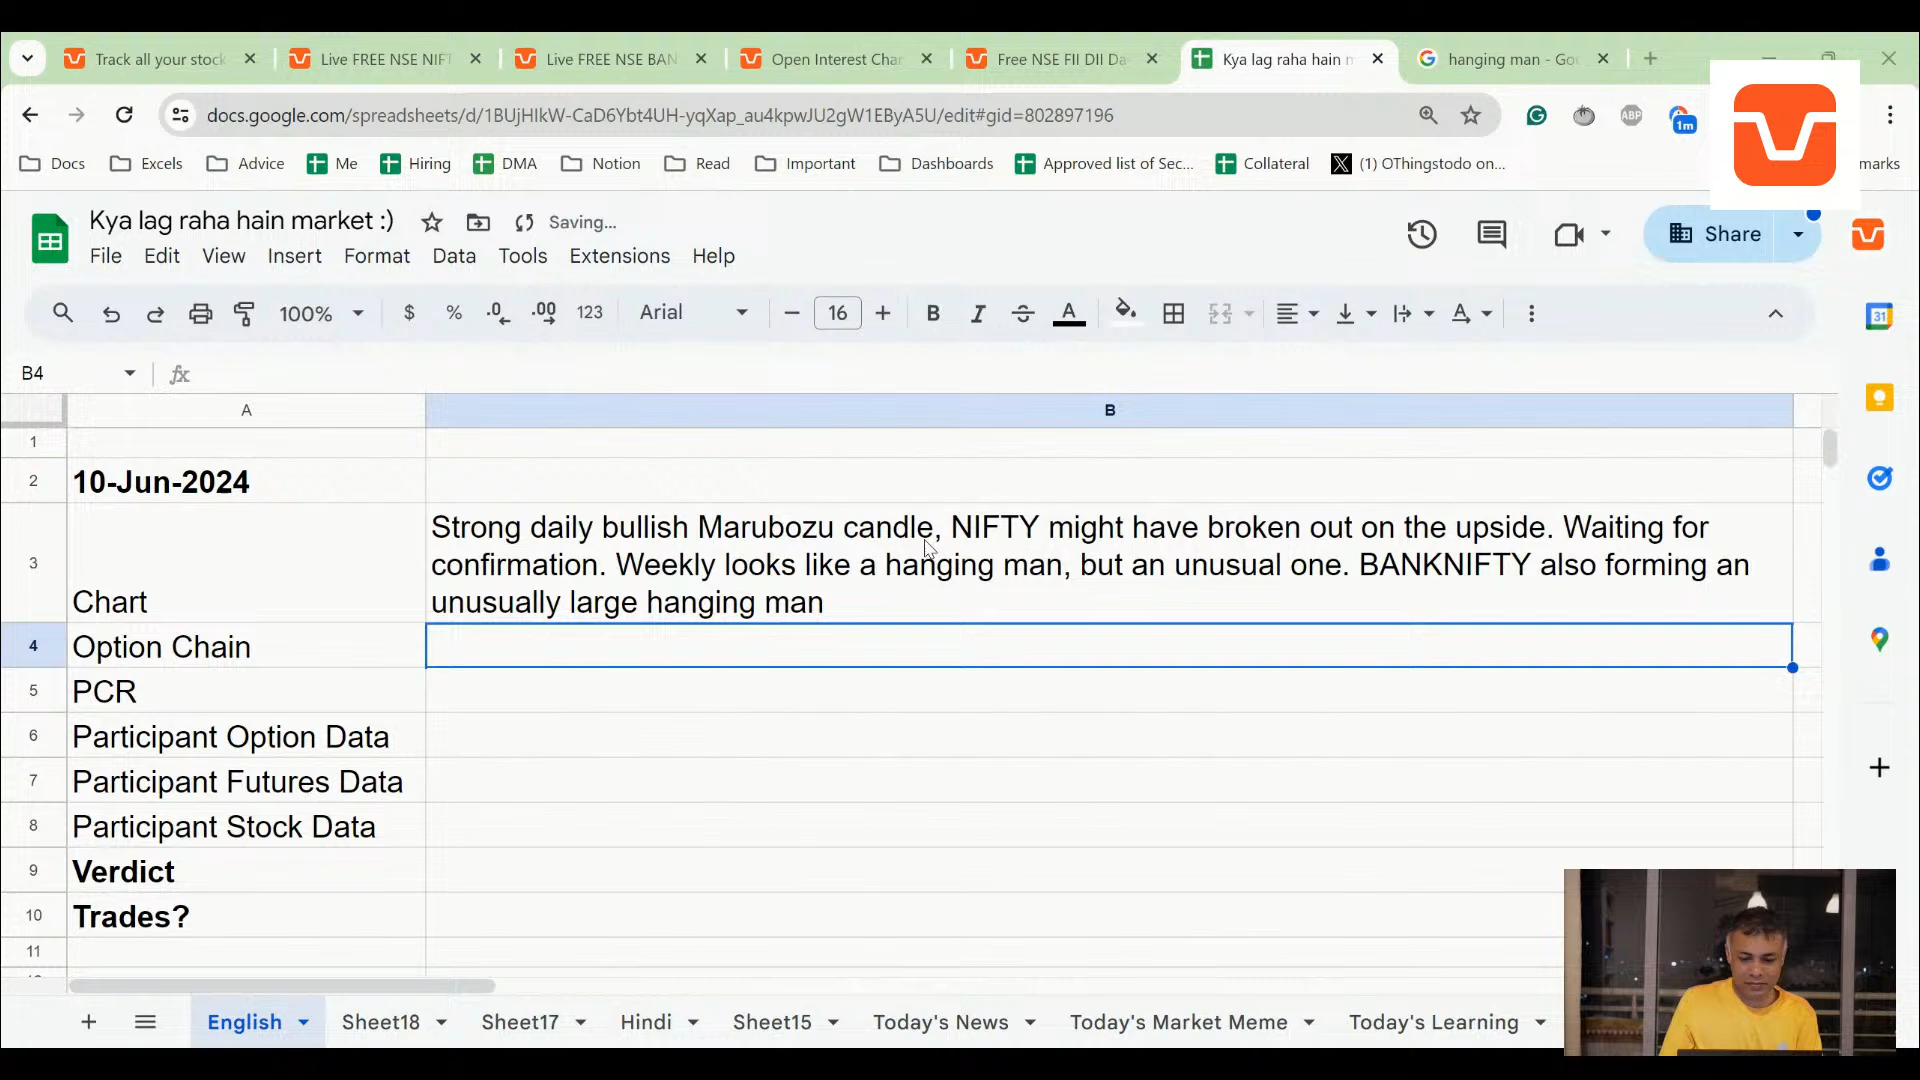 Track all your stock
Live FREE NSE NIFT
Live FREE NSE BAN
Open Interest Char
Free NSE FII DII Da
Kya lag raha hain m
hanging man - Goo
docs.google.com/spreadsheets/d/1BUjHIkW-CaD6Ybt4UH-yqXap_au4kpwJU2gW1EByA5U/edit#gid=802897196
ABP
1m
Docs
Excels
Advice
Me
Hiring
DMA
Notion
Read
Important
Dashboards
Approved list of Sec...
Collateral
(1) OThingstodo on...
marks
Kya lag raha hain market :)
Saving...
Share
File Edit View Insert Format Data Tools Extensions Help
100% $ % .0 .00 123 Arial 16 B I A A
31
B4 fx
A B
1
2 10-Jun-2024
Strong daily bullish Marubozu candle, NIFTY might have broken out on the upside. Waiting for
3 confirmation. Weekly looks like a hanging man, but an unusual one. BANKNIFTY also forming an
Chart unusually large hanging man
4 Option Chain
5 PCR
6 Participant Option Data
7 Participant Futures Data
8 Participant Stock Data
9 Verdict
10 Trades?
11
English Sheet18 Sheet17 Hindi Sheet15 Today's News Today's Market Meme Today's Learning